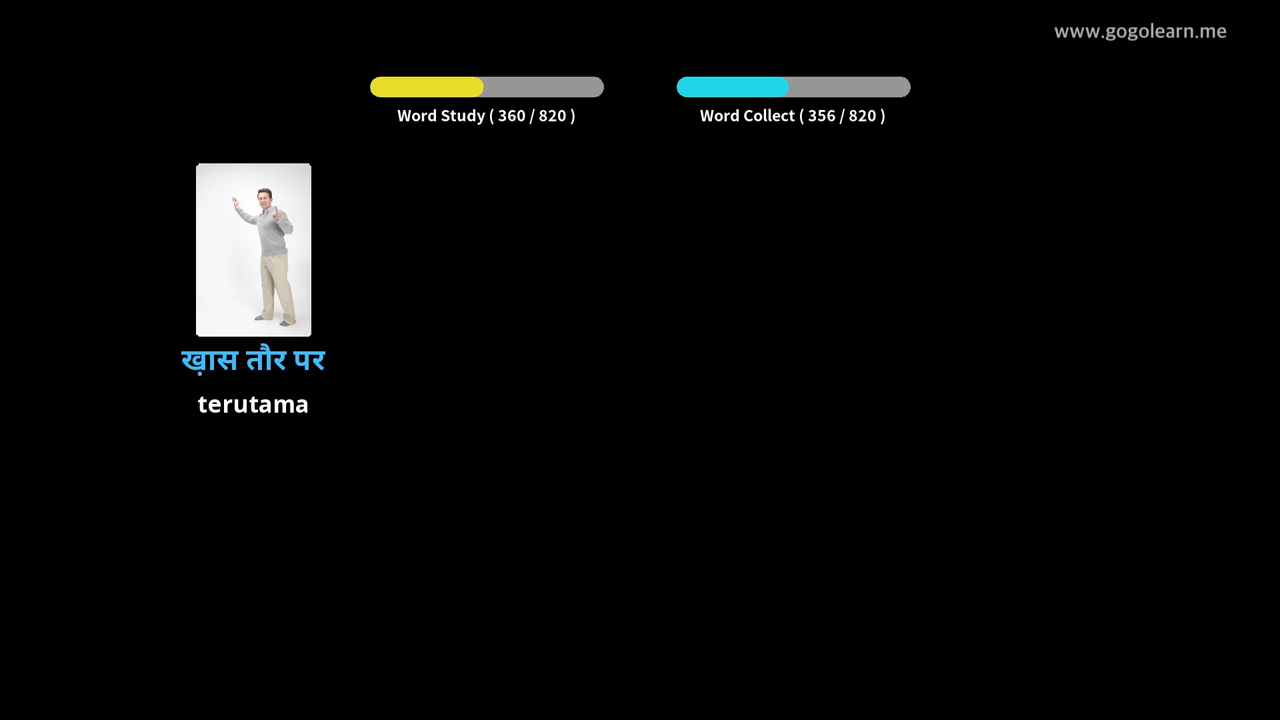 www.gogolearn.me
Word Study ( 360 / 820 )
Word Collect ( 356 / 820 )
ख़ास तौर पर
terutama